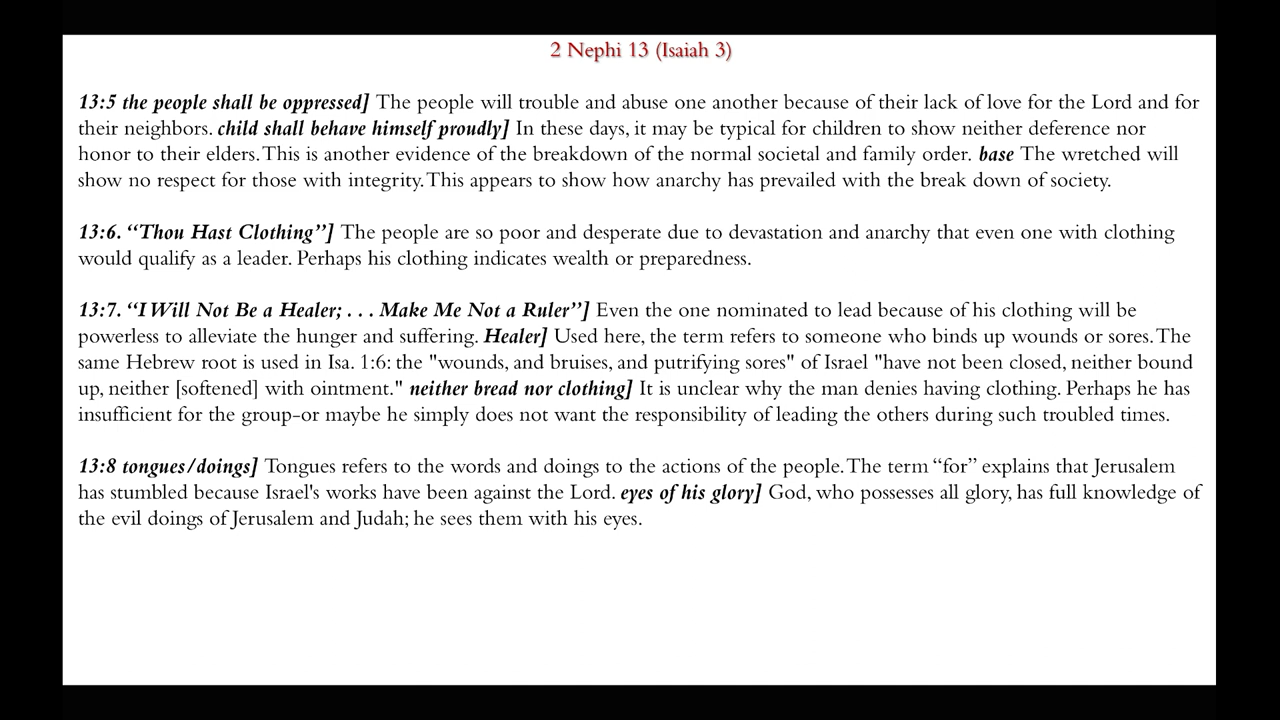 2 Nephi 13 (Isaiah 3)
13:5 the people shall be oppressed] The people will trouble and abuse one another because of their lack of love for the Lord and for
their neighbors. child shall behave himself proudly] In these days, it may be typical for children to show neither deference nor
honor to their elders. This is another evidence of the breakdown of the normal societal and family order. base The wretched will
show no respect for those with integrity. This appears to show how anarchy has prevailed with the break down of society.
13:6. “Thou Hast Clothing”] The people are so poor and desperate due to devastation and anarchy that even one with clothing
would qualify as a leader. Perhaps his clothing indicates wealth or preparedness.
13:7. “I Will Not Be a Healer; . . . Make Me Not a Ruler”] Even the one nominated to lead because of his clothing will be
powerless to alleviate the hunger and suffering. Healer] Used here, the term refers to someone who binds up wounds or sores. The
same Hebrew root is used in Isa. 1:6: the "wounds, and bruises, and putrifying sores" of Israel "have not been closed, neither bound
up, neither [softened] with ointment." neither bread nor clothing] It is unclear why the man denies having clothing. Perhaps he has
insufficient for the group-or maybe he simply does not want the responsibility of leading the others during such troubled times.
13:8 tongues/doings] Tongues refers to the words and doings to the actions of the people. The term “for” explains that Jerusalem
has stumbled because Israel's works have been against the Lord. eyes of his glory] God, who possesses all glory, has full knowledge of
the evil doings of Jerusalem and Judah; he sees them with his eyes.